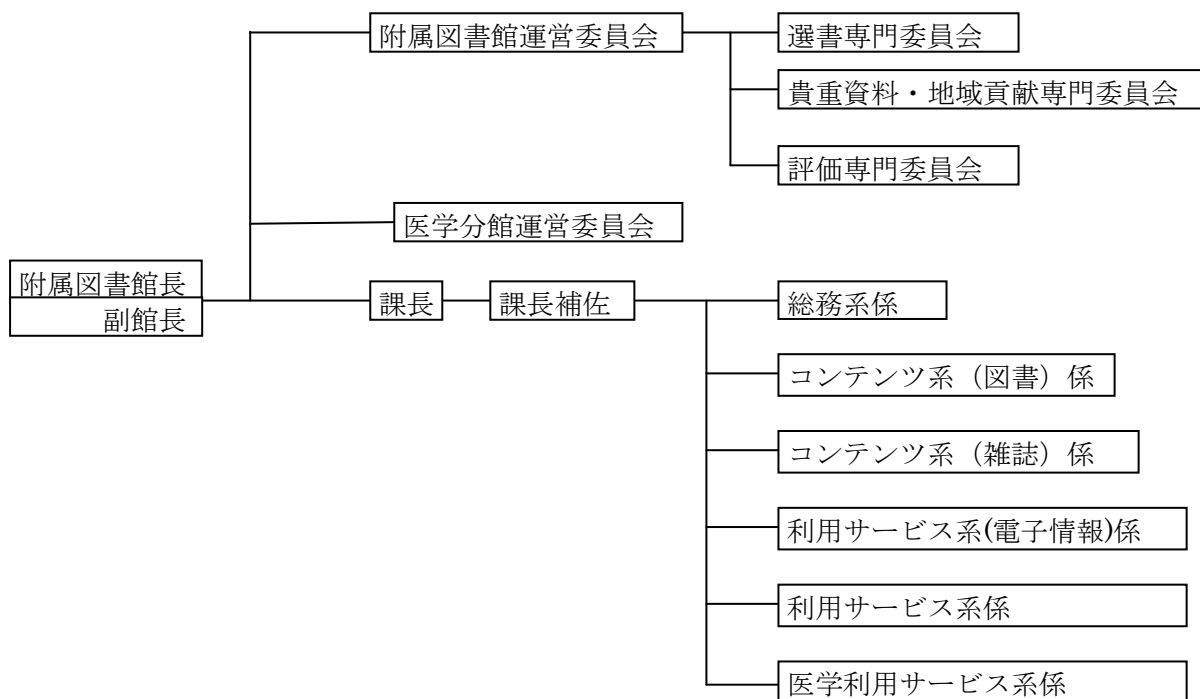 附属図書館運営委員会
選書専門委員会
貴重資料・地域貢献専門委員会
評価専門委員会
医学分館運営委員会
附属図書館長
副館長
課長
課長補佐
総務系係
コンテンツ系（図書）係
コンテンツ系（雑誌）係
利用サービス系(電子情報)係
利用サービス系係
医学利用サービス系係